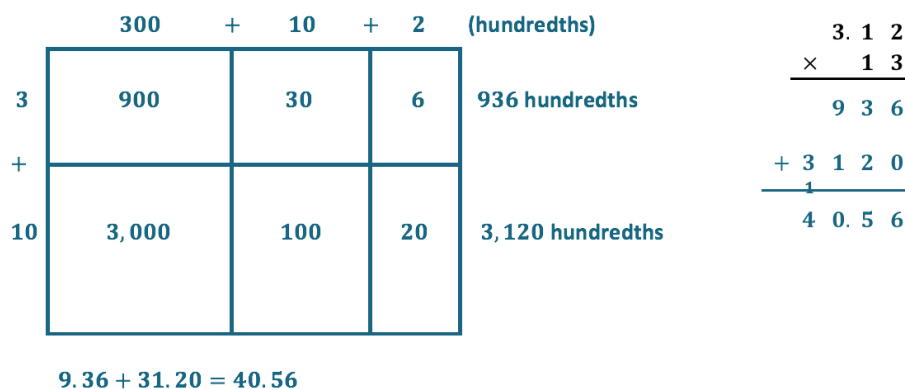 300 + 10 + 2 (hundredths)
3 900 30 6 936 hundredths
+
10 3,000 100 20 3,120 hundredths
9.36 + 31.20 = 40.56
3. 1 2
× 1 3
9 3 6
+ 3 1 2 0
1
4 0. 5 6